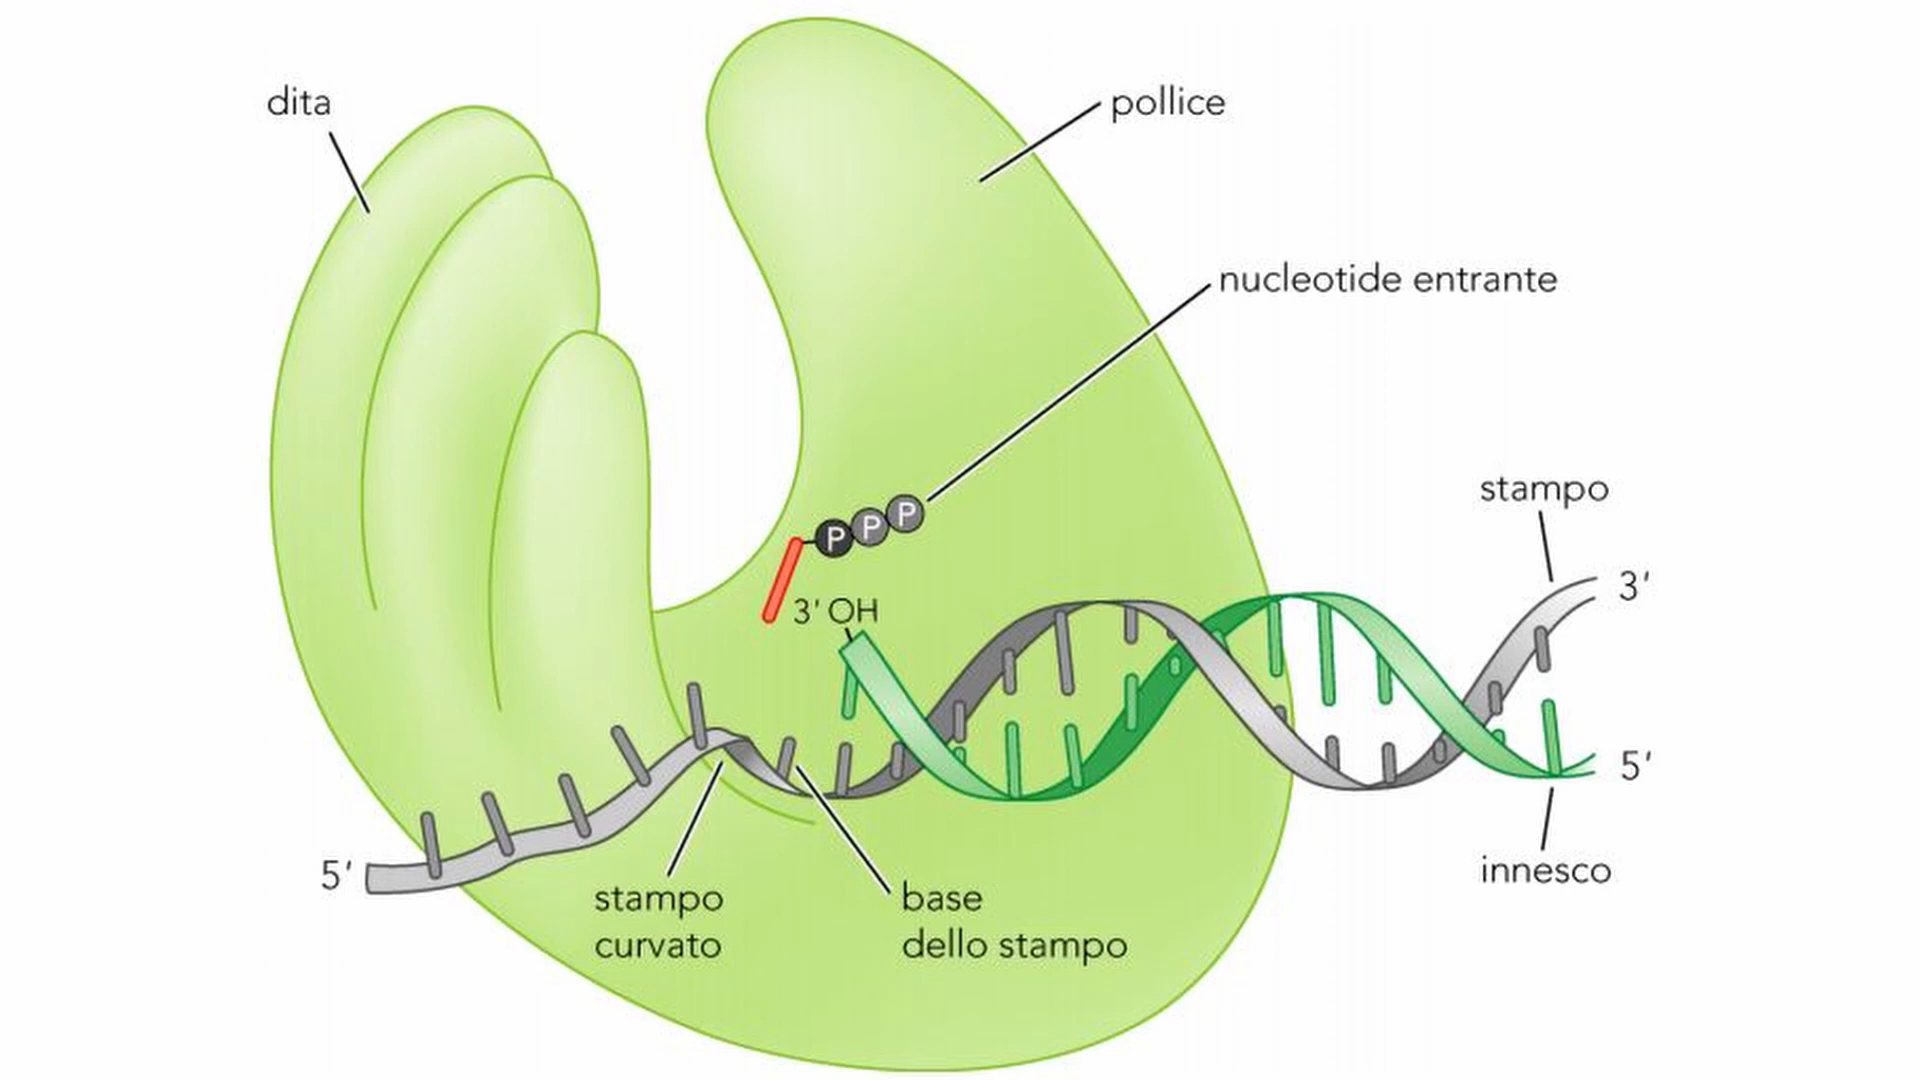 dita
pollice
nucleotide entrante
P P P
stampo
3' OH
3'
5'
5'
stampo
curvato
base
dello stampo
innesco